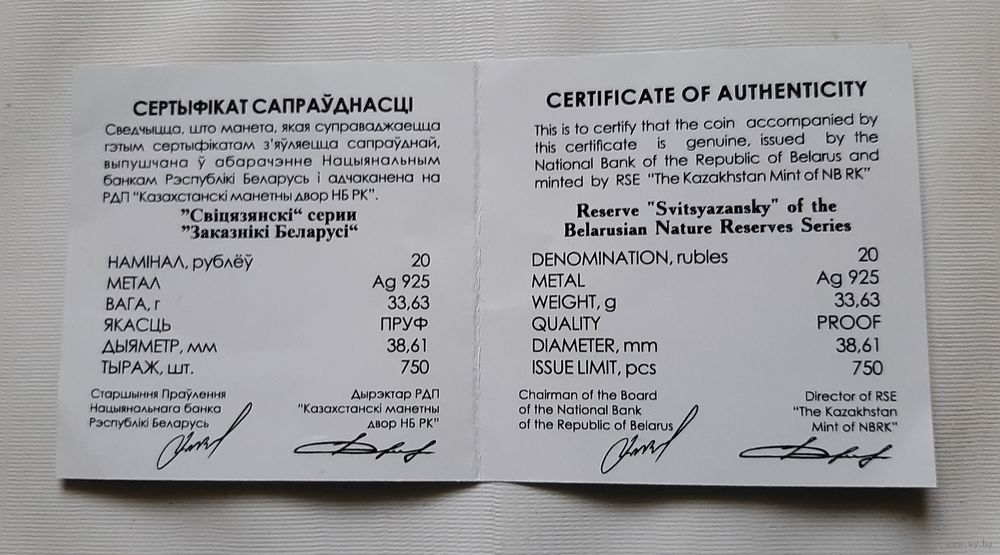 СЕРТЫФІКАТ САПРАЎДНАСЦІ
Сведчыцца, што манета, якая суправаджаецца
гэтым сертыфікатам з'яўляецца сапраўднай,
выпушчана ў абарачэнне Нацыянальным
банкам Рэспублікі Беларусь і адчаканена на
РДП "Казахстанскі манетны двор НБ РК".
"Свіцязянскі" серии
"Заказнікі Беларусі"
НАМІНАЛ, рублёў 20
МЕТАЛ Ag 925
ВАГА, г 33,63
ЯКАСЦЬ ПРУФ
ДЫЯМЕТР, мм 38,61
ТЫРАЖ, шт. 750
Старшыння Праўлення
Нацыянальнага банка
Рэспублікі Беларусь
Дырэктар РДП
"Казахстанскі манетны
двор НБ РК"
CERTIFICATE OF AUTHENTICITY
This is to certify that the coin accompanied by
this certificate is genuine, issued by the
National Bank of the Republic of Belarus and
minted by RSE "The Kazakhstan Mint of NB RK"
Reserve "Svitsyazansky" of the
Belarusian Nature Reserves Series
DENOMINATION, rubles 20
METAL Ag 925
WEIGHT, g 33,63
QUALITY PROOF
DIAMETER, mm 38,61
ISSUE LIMIT, pcs 750
Chairman of the Board
of the National Bank
of the Republic of Belarus
Director of RSE
"The Kazakhstan
Mint of NBRK"
www.ay.by